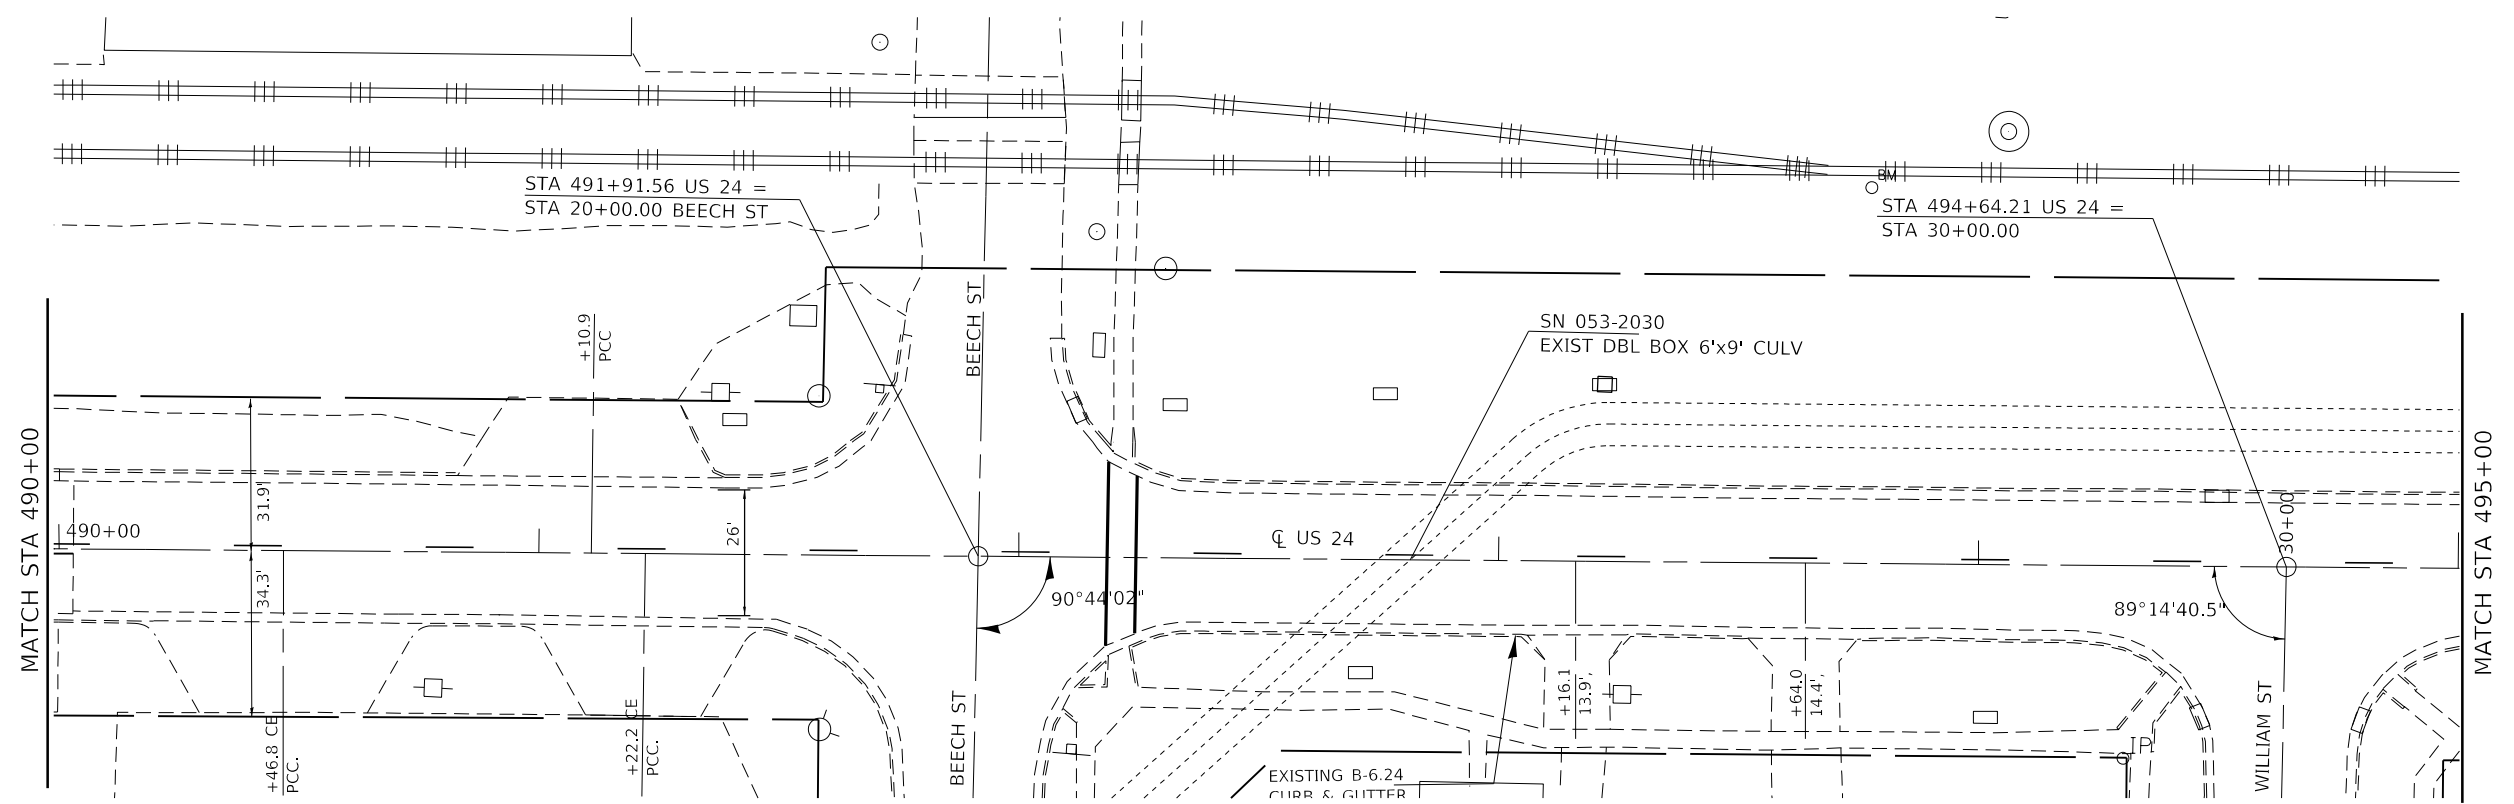 BM
STA 491+91.56 US 24 =
STA 20+00.00 BEECH ST
STA 494+64.21 US 24 =
STA 30+00.00
BEECH ST
+10.9
PCC
SN 053-2030
EXIST DBL BOX 6'x9' CULV
MATCH STA 490+00
MATCH STA 495+00
31.9'
490+00
26'
℄ US 24
30+00
34.3'
90°44'02"
89°14'40.5"
+46.8 CE
PCC.
+22.2 CE
PCC.
BEECH ST
+16.1
13.9',
+64.0
14.4',
WILLIAM ST
IP
EXISTING B-6.24
CURB & GUTTER